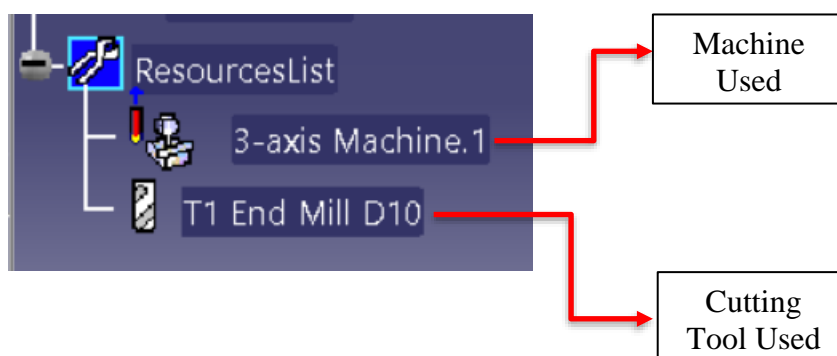 Machine
Used
ResourcesList
3-axis Machine.1
T1 End Mill D10
Cutting
Tool Used